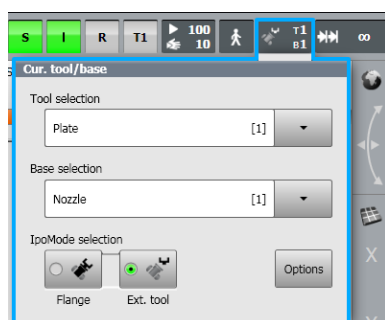 S I R T1 100 10 T1 B1 ∞
Cur. tool/base
Tool selection
Plate [1]
Base selection
Nozzle [1]
IpoMode selection
Options
Flange Ext. tool
X